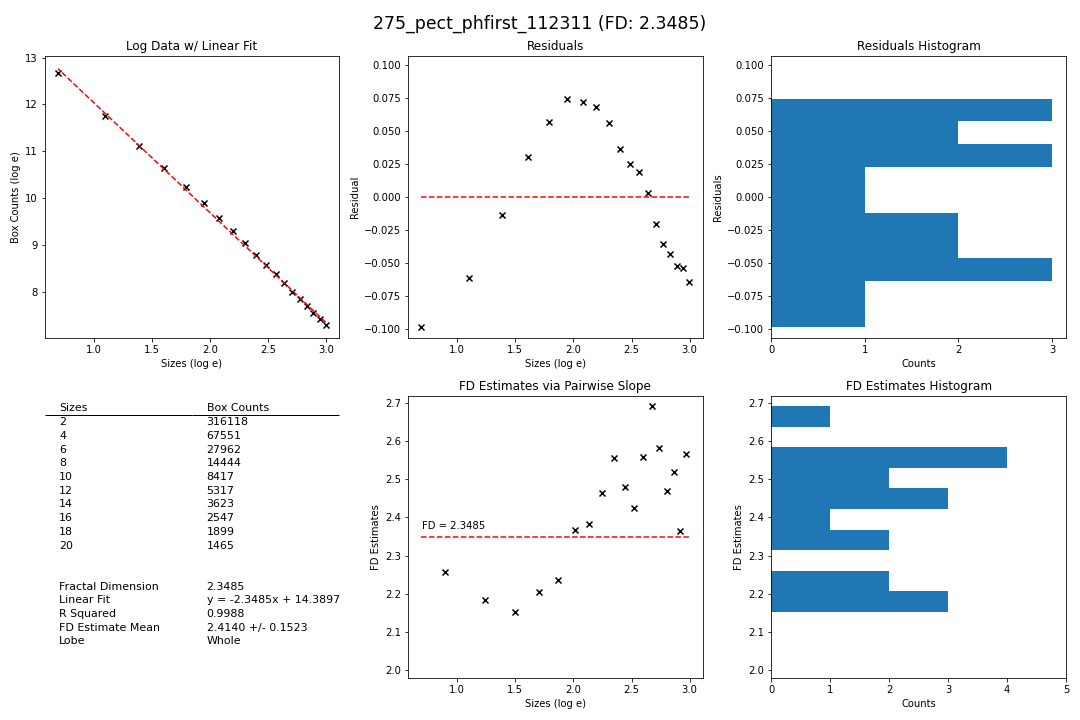 275_pect_phfirst_112311 (FD: 2.3485)
Log Data w/ Linear Fit
Box Counts (log e)
13
12
11
10
9
8
1.0 1.5 2.0 2.5 3.0
Sizes (log e)
Residuals
Residual
0.100
0.075
0.050
0.025
0.000
−0.025
−0.050
−0.075
−0.100
1.0 1.5 2.0 2.5 3.0
Sizes (log e)
Residuals Histogram
Residuals
0.100
0.075
0.050
0.025
0.000
−0.025
−0.050
−0.075
−0.100
0 1 2 3
Counts
Sizes Box Counts
2 316118
4 67551
6 27962
8 14444
10 8417
12 5317
14 3623
16 2547
18 1899
20 1465
Fractal Dimension 2.3485
Linear Fit y = -2.3485x + 14.3897
R Squared 0.9988
FD Estimate Mean 2.4140 +/- 0.1523
Lobe Whole
FD Estimates via Pairwise Slope
FD Estimates
2.7
2.6
2.5
2.4
2.3
2.2
2.1
2.0
FD = 2.3485
1.0 1.5 2.0 2.5 3.0
Sizes (log e)
FD Estimates Histogram
FD Estimates
2.7
2.6
2.5
2.4
2.3
2.2
2.1
2.0
0 1 2 3 4 5
Counts